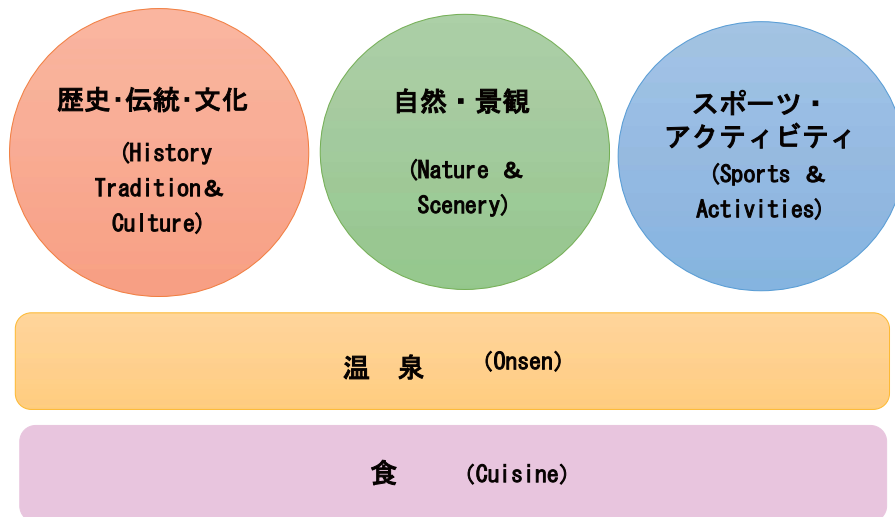 歴史・伝統・文化
(History
Tradition&
Culture)
自然・景観
(Nature &
Scenery)
スポーツ・
アクティビティ
(Sports &
Activities)
温 泉 (Onsen)
食 (Cuisine)